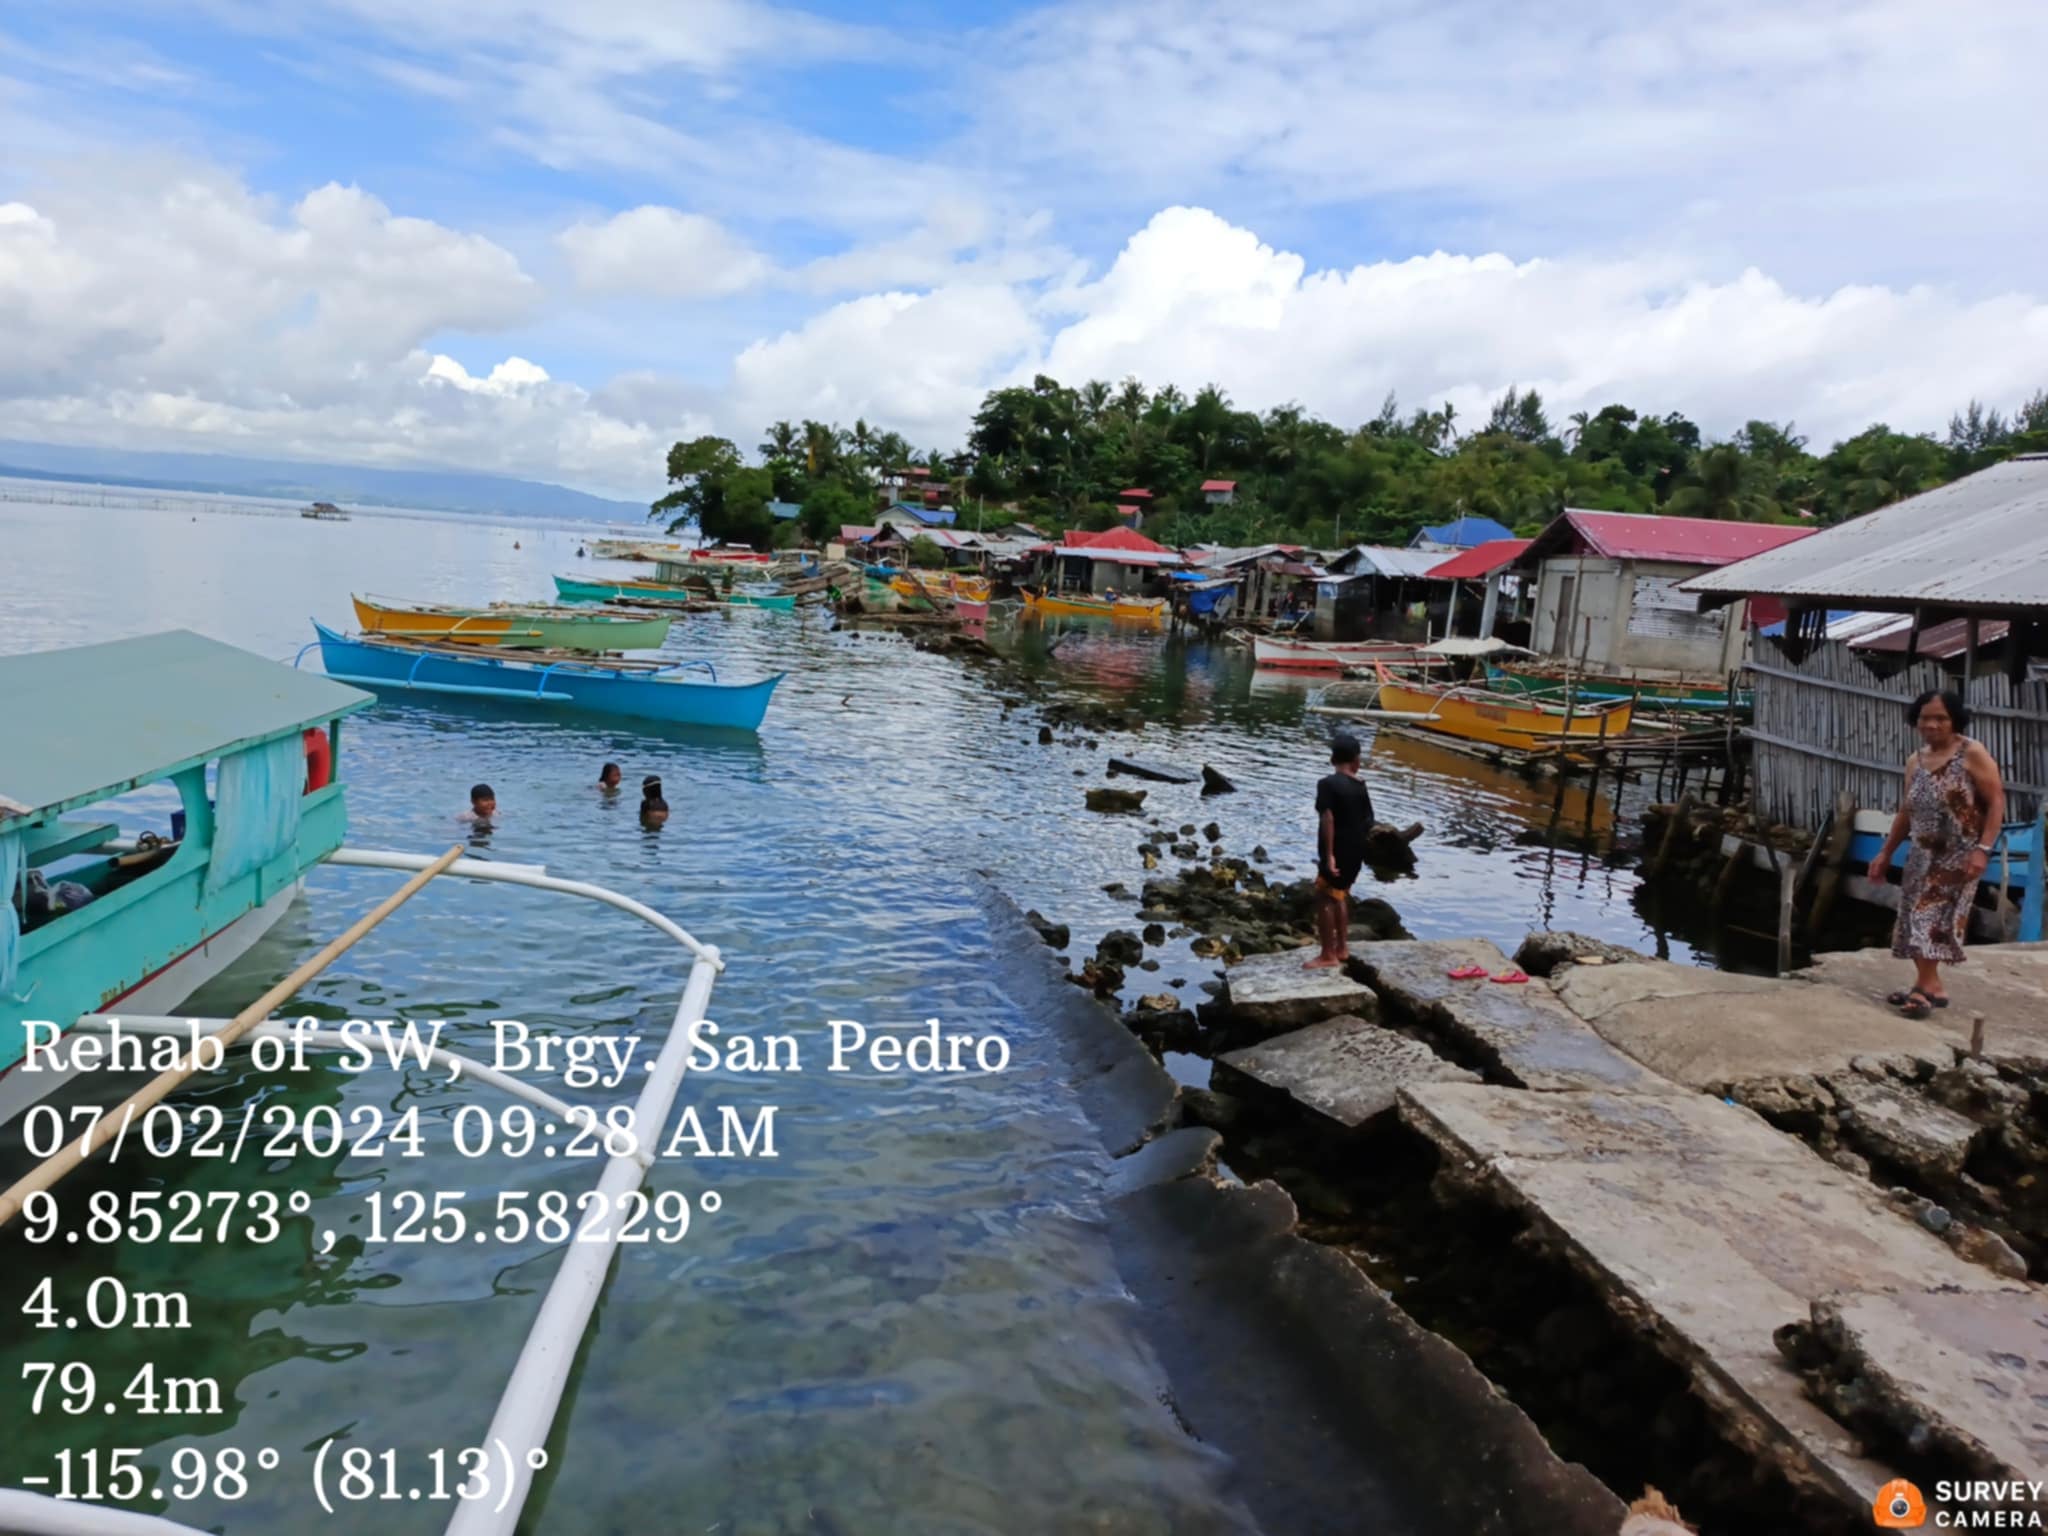 Rehab of SW, Brgy. San Pedro
07/02/2024 09:28 AM
9.85273°, 125.58229°
4.0m
79.4m
-115.98° (81.13)°
SURVEY
CAMERA